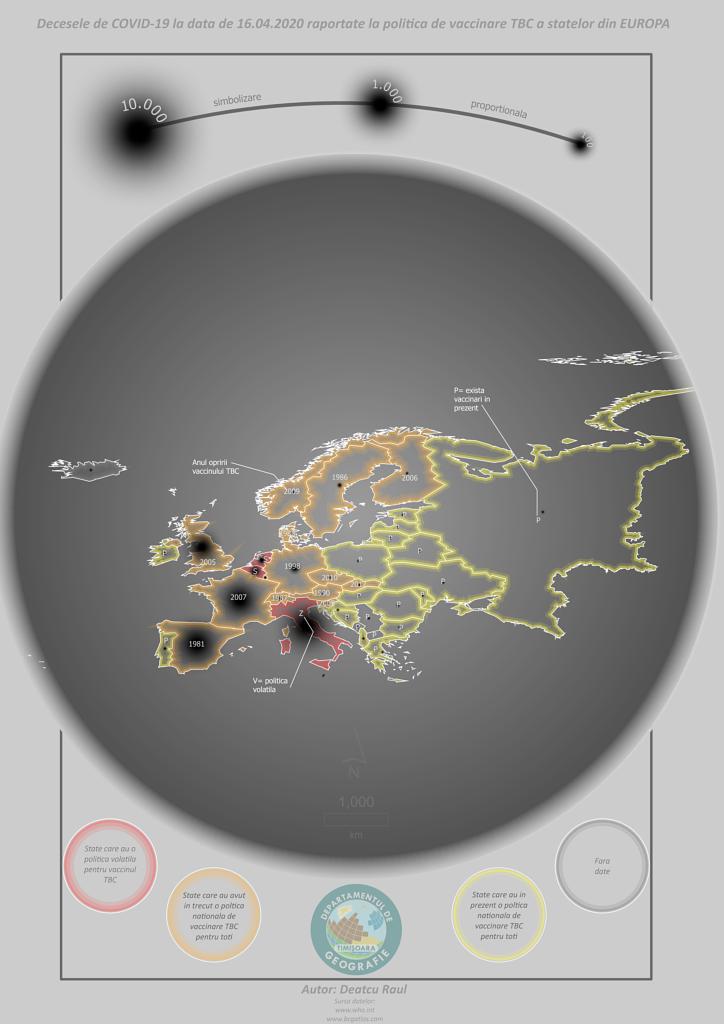 Decesele de COVID-19 la data de 16.04.2020 raportate la politica de vaccinare TBC a statelor din EUROPA
10.000
simbolizare
1.000
proportionala
100
P= exista
vaccinari in
prezent
Anul opririi
vaccinului TBC
2009
1986
2006
P
P
P
2005
S
1998
P
P
P
2010
2007
1987
1990
P
1981
P
Z
P
P
P
P
V= politica
volatila
N
1,000
km
State care au o
politica volatila
pentru vaccinul
TBC
State care au avut
in trecut o poltica
nationala de
vaccinare TBC
pentru toti
DEPARTAMENTUL DE
TIMIȘOARA
GEOGRAFIE
State care au in
prezent o poltica
nationala de
vaccinare TBC
pentru toti
Fara
date
Autor: Deatcu Raul
Sursa datelor:
www.who.int
www.bcgatlas.com